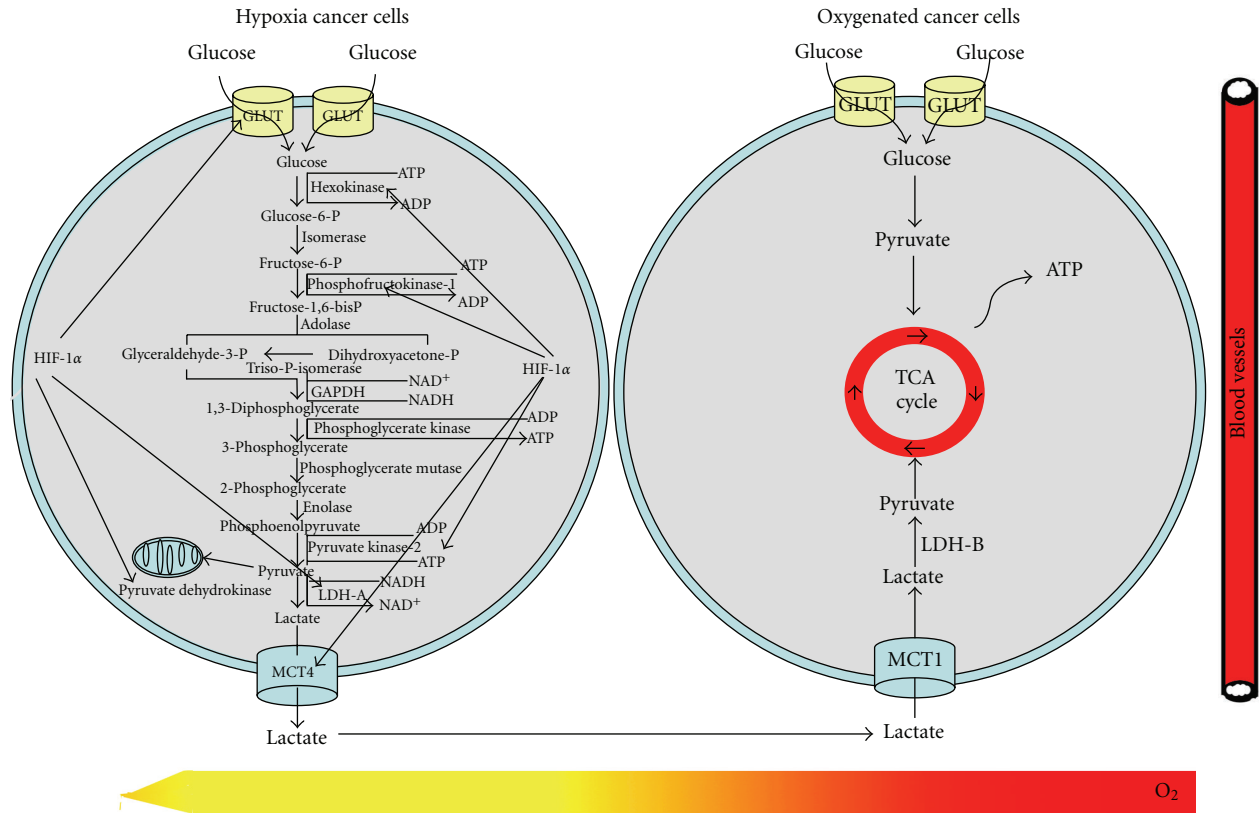 Hypoxia cancer cells
Glucose
Glucose
GLUT
GLUT
Glucose
ATP
Hexokinase
ADP
Glucose-6-P
Isomerase
Fructose-6-P
ATP
Phosphofructokinase-1
ADP
Fructose-1,6-bisP
Adolase
Glyceraldehyde-3-P
Dihydroxyacetone-P
Triso-P-isomerase
HIF-1α
HIF-1α
NAD⁺
GAPDH
NADH
1,3-Diphosphoglycerate
ADP
Phosphoglycerate kinase
ATP
3-Phosphoglycerate
Phosphoglycerate mutase
2-Phosphoglycerate
Enolase
Phosphoenolpyruvate
ADP
Pyruvate kinase-2
ATP
Pyruvate
NADH
Pyruvate dehydrokinase
LDH-A
NAD⁺
Lactate
MCT4
Lactate
Oxygenated cancer cells
Glucose
Glucose
GLUT
GLUT
Glucose
Pyruvate
ATP
TCA
cycle
Pyruvate
LDH-B
Lactate
MCT1
Lactate
Blood vessels
O₂